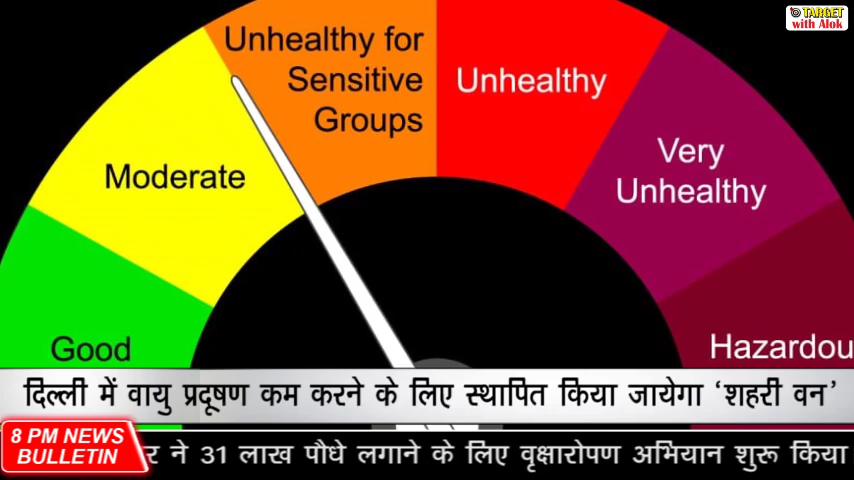 TARGET
with Alok
Unhealthy for
Sensitive
Groups
Unhealthy
Moderate
Very
Unhealthy
Good
Hazardou
दिल्ली में वायु प्रदूषण कम करने के लिए स्थापित किया जायेगा ‘शहरी वन’
8 PM NEWS
BULLETIN
र ने 31 लाख पौधे लगाने के लिए वृक्षारोपण अभियान शुरू किया